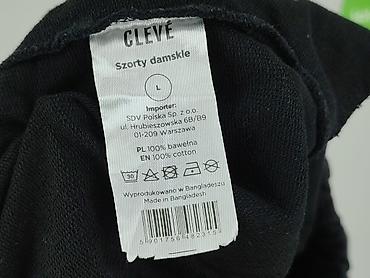 CLEVÉ
Szorty damskie
L
Importer:
SDV Polska Sp. z o.o.
ul. Hrubieszowska 6B/B9
01-209 Warszawa
PL 100% bawełna
EN 100% cotton
30
Wyprodukowano w Bangladeszu
Made in Bangladesh